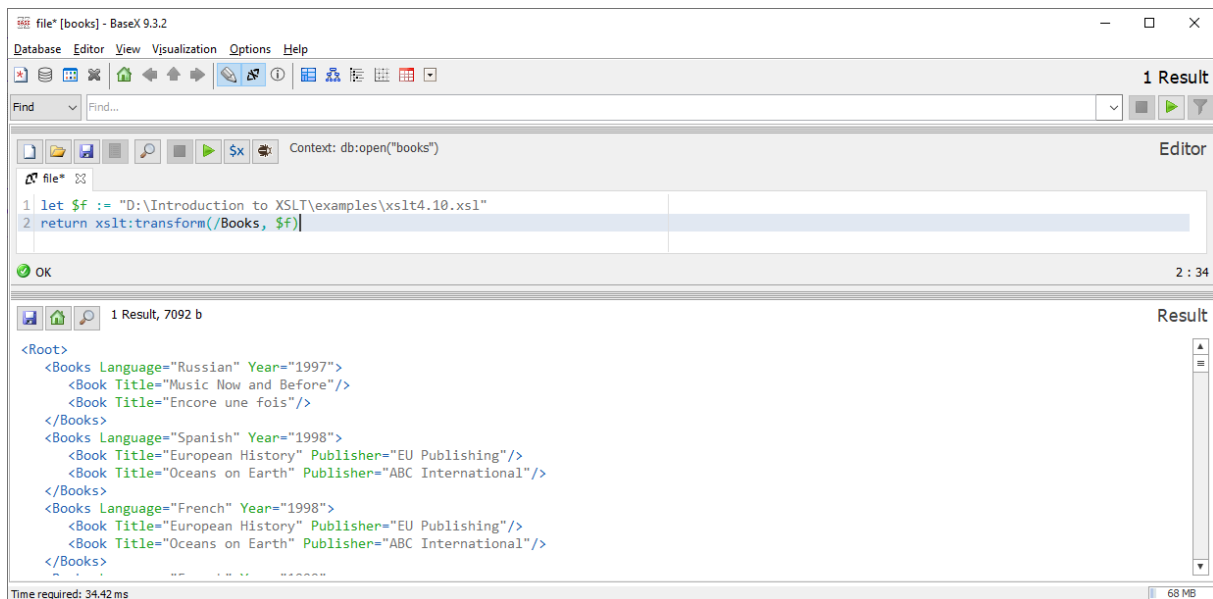 file* [books] - BaseX 9.3.2
Database Editor View Visualization Options Help
1 Result
Find Find...
$x Context: db:open("books") Editor
file*
1 let $f := "D:\Introduction to XSLT\examples\xslt4.10.xsl"
2 return xslt:transform(/Books, $f)
OK 2 : 34
1 Result, 7092 b Result
<Root>
<Books Language="Russian" Year="1997">
<Book Title="Music Now and Before"/>
<Book Title="Encore une fois"/>
</Books>
<Books Language="Spanish" Year="1998">
<Book Title="European History" Publisher="EU Publishing"/>
<Book Title="Oceans on Earth" Publisher="ABC International"/>
</Books>
<Books Language="French" Year="1998">
<Book Title="European History" Publisher="EU Publishing"/>
<Book Title="Oceans on Earth" Publisher="ABC International"/>
</Books>
Time required: 34.42 ms 68 MB